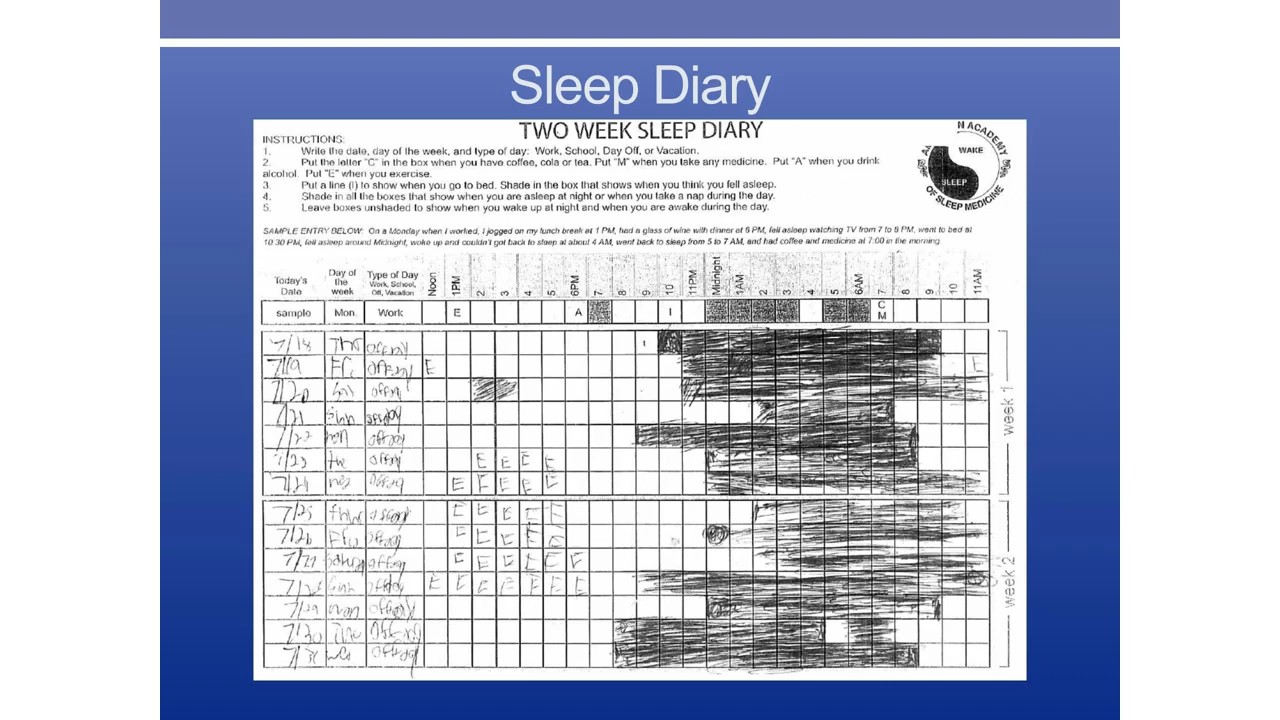 Sleep Diary
TWO WEEK SLEEP DIARY
N ACADEMY
OF SLEEP MEDICINE
WAKE
SLEEP
INSTRUCTIONS:
1. Write the date, day of the week, and type of day: Work, School, Day Off, or Vacation.
2. Put the letter "C" in the box when you have coffee, cola or tea. Put "M" when you take any medicine. Put "A" when you drink
alcohol. Put "E" when you exercise.
3. Put a line (I) to show when you go to bed. Shade in the box that shows when you think you fell asleep.
4. Shade in all the boxes that show when you are asleep at night or when you take a nap during the day.
5. Leave boxes unshaded to show when you wake up at night and when you are awake during the day.
SAMPLE ENTRY BELOW: On a Monday when I worked, I jogged on my lunch break at 1 PM, had a glass of wine with dinner at 6 PM, fell asleep watching TV from 7 to 8 PM, went to bed at
10:30 PM, fell asleep around Midnight, woke up and couldn't got back to sleep at about 4 AM, went back to sleep from 5 to 7 AM, and had coffee and medicine at 7:00 in the morning
Today's Date Day of the week Type of Day Work, School, Off, Vacation Noon 1PM 2 3 4 5 6PM 7 8 9 10 11PM Midnight 1AM 2 3 4 5 6AM 7 8 9 10 11AM
sample Mon. Work E A I C M
7/18
7/19 E E
7/20
7/21 Sun
7/22
7/23 E E E E
7/24 E E E E E
week 1
7/25 E E E E E
7/26 E E E E E
7/27 E E E E E E
E E E E E E E
7/29
7/30
week 2